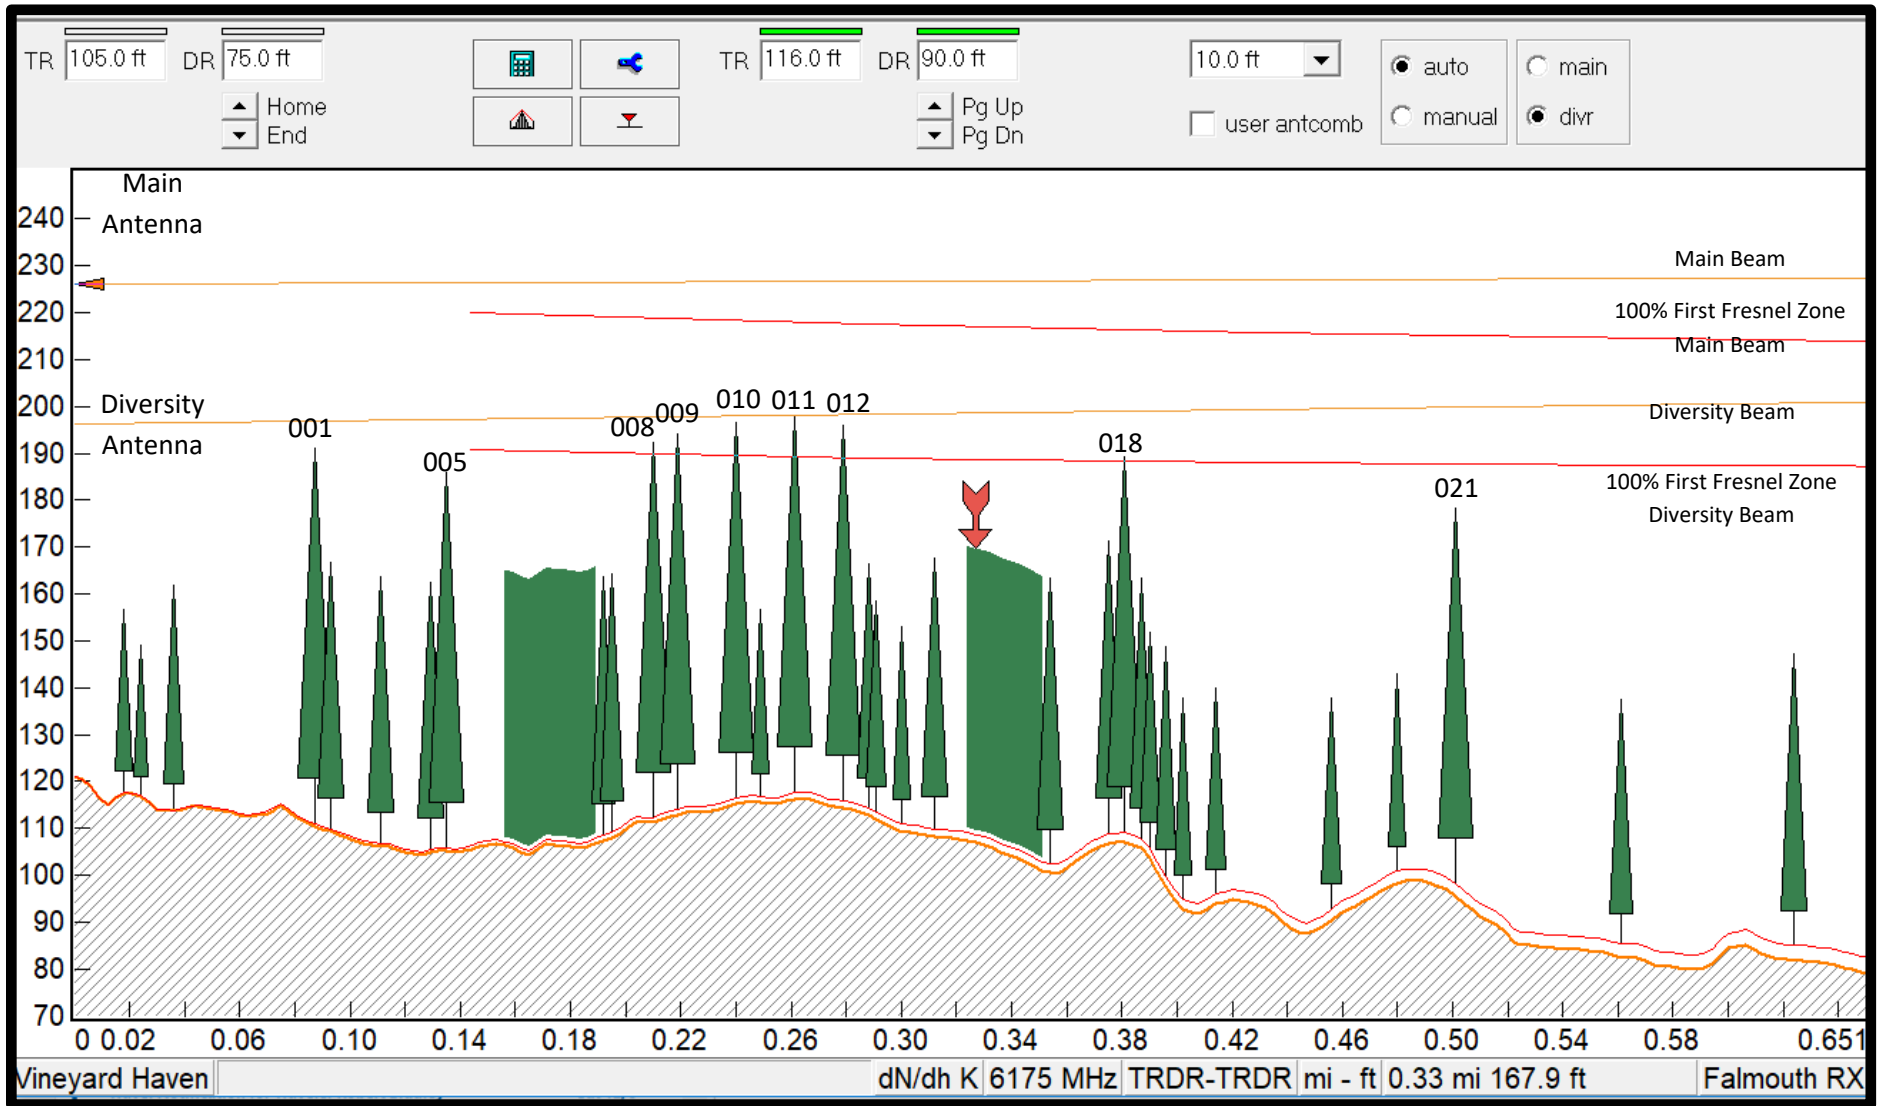 TR 105.0 ft DR 75.0 ft TR 116.0 ft DR 90.0 ft 10.0 ft auto main
Home Pg Up
End Pg Dn
user antcomb manual divr
Main
Antenna
240
230
220
210
200
190
180
170
160
150
140
130
120
110
100
90
80
70
Main Beam
100% First Fresnel Zone
Main Beam
Diversity
Antenna
Diversity Beam
100% First Fresnel Zone
Diversity Beam
001
005
008
009
010
011
012
018
021
0 0.02 0.06 0.10 0.14 0.18 0.22 0.26 0.30 0.34 0.38 0.42 0.46 0.50 0.54 0.58 0.651
Vineyard Haven dN/dh K 6175 MHz TRDR-TRDR mi - ft 0.33 mi 167.9 ft Falmouth RX